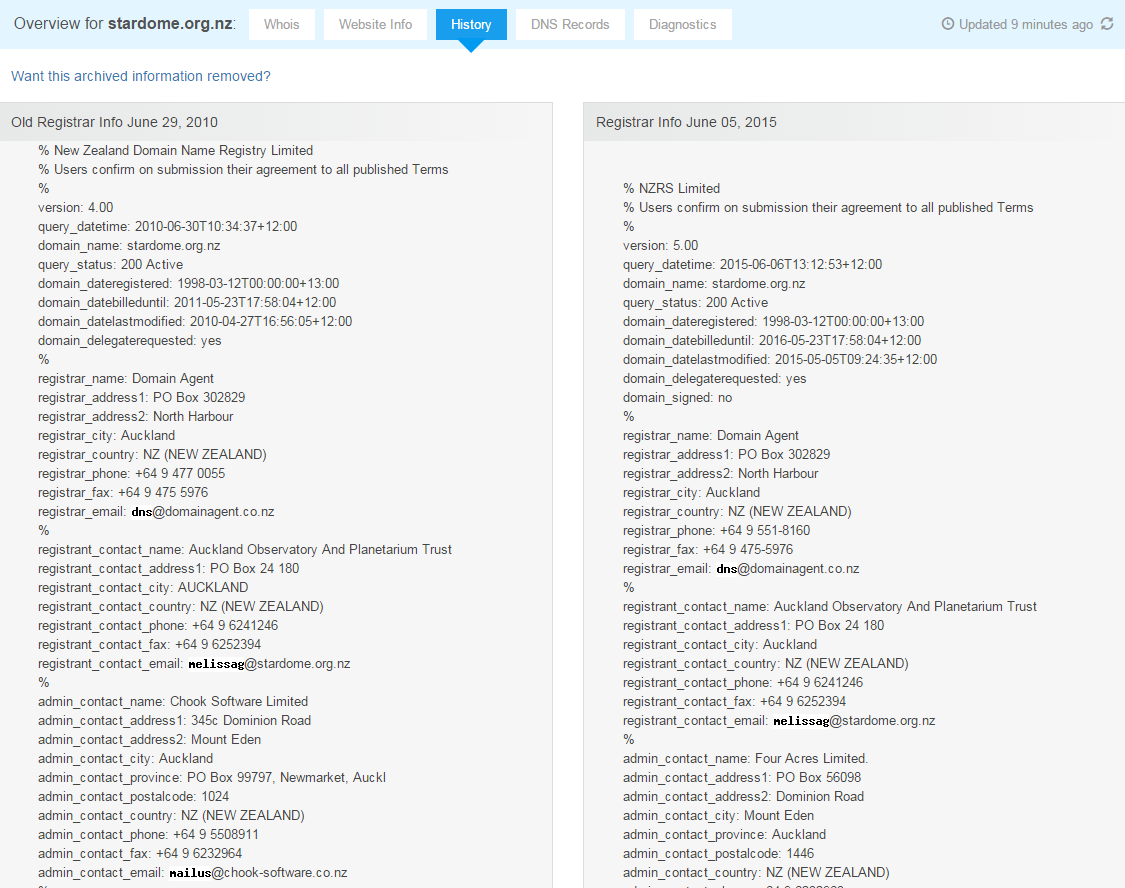 Overview for stardome.org.nz: Whois Website Info History DNS Records Diagnostics Updated 9 minutes ago
Want this archived information removed?
Old Registrar Info June 29, 2010
% New Zealand Domain Name Registry Limited
% Users confirm on submission their agreement to all published Terms
%
version: 4.00
query_datetime: 2010-06-30T10:34:37+12:00
domain_name: stardome.org.nz
query_status: 200 Active
domain_dateregistered: 1998-03-12T00:00:00+13:00
domain_datebilleduntil: 2011-05-23T17:58:04+12:00
domain_datelastmodified: 2010-04-27T16:56:05+12:00
domain_delegaterequested: yes
%
registrar_name: Domain Agent
registrar_address1: PO Box 302829
registrar_address2: North Harbour
registrar_city: Auckland
registrar_country: NZ (NEW ZEALAND)
registrar_phone: +64 9 477 0055
registrar_fax: +64 9 475 5976
registrar_email: dns@domainagent.co.nz
%
registrant_contact_name: Auckland Observatory And Planetarium Trust
registrant_contact_address1: PO Box 24 180
registrant_contact_city: AUCKLAND
registrant_contact_country: NZ (NEW ZEALAND)
registrant_contact_phone: +64 9 6241246
registrant_contact_fax: +64 9 6252394
registrant_contact_email: melissag@stardome.org.nz
%
admin_contact_name: Chook Software Limited
admin_contact_address1: 345c Dominion Road
admin_contact_address2: Mount Eden
admin_contact_city: Auckland
admin_contact_province: PO Box 99797, Newmarket, Auckl
admin_contact_postalcode: 1024
admin_contact_country: NZ (NEW ZEALAND)
admin_contact_phone: +64 9 5508911
admin_contact_fax: +64 9 6232964
admin_contact_email: mailus@chook-software.co.nz
Registrar Info June 05, 2015
% NZRS Limited
% Users confirm on submission their agreement to all published Terms
%
version: 5.00
query_datetime: 2015-06-06T13:12:53+12:00
domain_name: stardome.org.nz
query_status: 200 Active
domain_dateregistered: 1998-03-12T00:00:00+13:00
domain_datebilleduntil: 2016-05-23T17:58:04+12:00
domain_datelastmodified: 2015-05-05T09:24:35+12:00
domain_delegaterequested: yes
domain_signed: no
%
registrar_name: Domain Agent
registrar_address1: PO Box 302829
registrar_address2: North Harbour
registrar_city: Auckland
registrar_country: NZ (NEW ZEALAND)
registrar_phone: +64 9 551-8160
registrar_fax: +64 9 475-5976
registrar_email: dns@domainagent.co.nz
%
registrant_contact_name: Auckland Observatory And Planetarium Trust
registrant_contact_address1: PO Box 24 180
registrant_contact_city: Auckland
registrant_contact_country: NZ (NEW ZEALAND)
registrant_contact_phone: +64 9 6241246
registrant_contact_fax: +64 9 6252394
registrant_contact_email: melissag@stardome.org.nz
%
admin_contact_name: Four Acres Limited.
admin_contact_address1: PO Box 56098
admin_contact_address2: Dominion Road
admin_contact_city: Mount Eden
admin_contact_province: Auckland
admin_contact_postalcode: 1446
admin_contact_country: NZ (NEW ZEALAND)